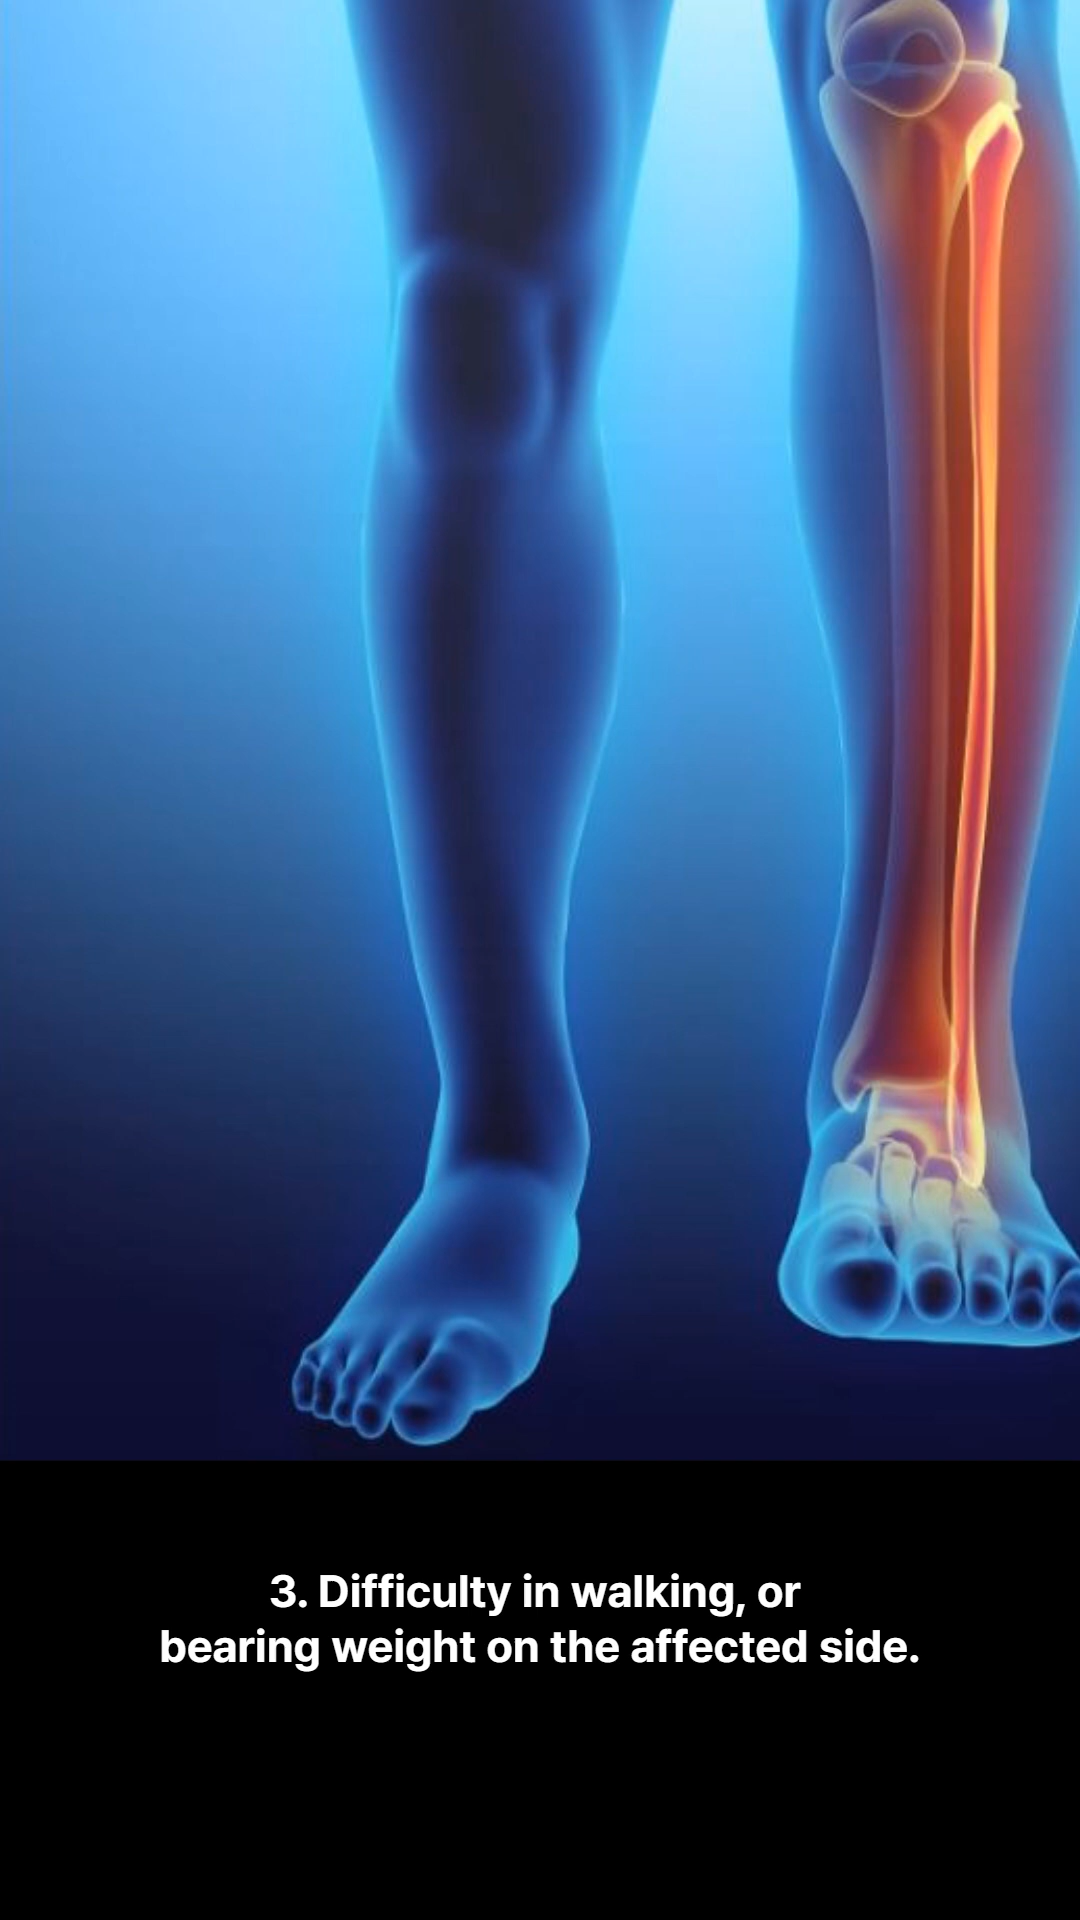 3. Difficulty in walking, or
bearing weight on the affected side.